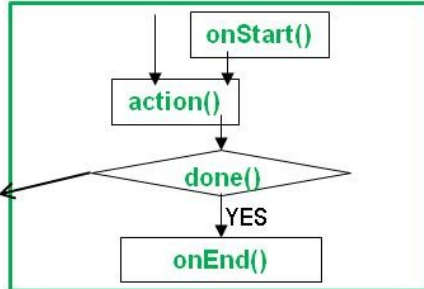 onStart()
action()
done()
YES
onEnd()